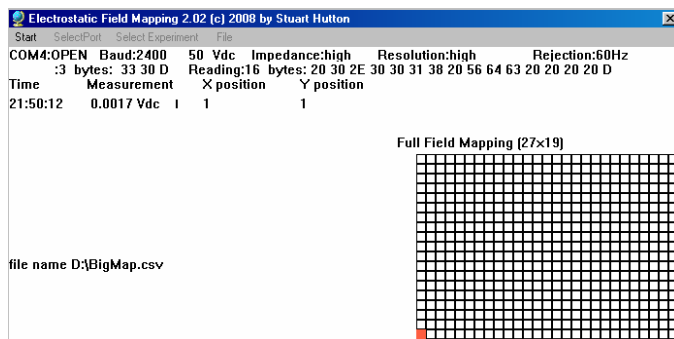 Electrostatic Field Mapping 2.02 (c) 2008 by Stuart Hutton
Start SelectPort Select Experiment File
COM4:OPEN Baud:2400 50 Vdc Impedance:high Resolution:high Rejection:60Hz
:3 bytes: 33 30 D Reading:16 bytes: 20 30 2E 30 30 31 38 20 56 64 63 20 20 20 20 D
Time Measurement X position Y position
21:50:12 0.0017 Vdc I 1 1
Full Field Mapping (27×19)
file name D:\BigMap.csv